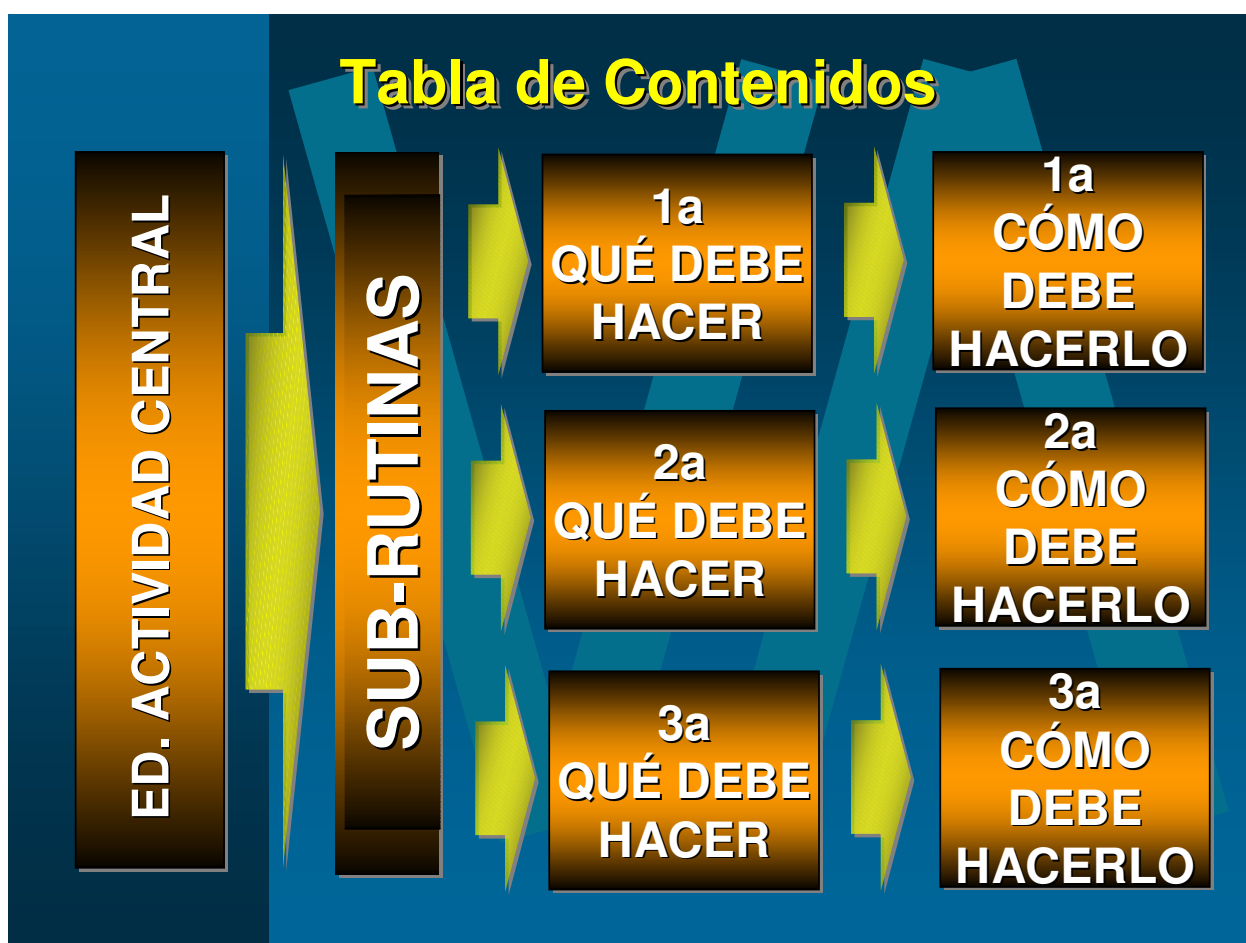 Tabla de Contenidos
ED. ACTIVIDAD CENTRAL
SUB-RUTINAS
1a
QUÉ DEBE
HACER
1a
CÓMO
DEBE
HACERLO
2a
QUÉ DEBE
HACER
2a
CÓMO
DEBE
HACERLO
3a
QUÉ DEBE
HACER
3a
CÓMO
DEBE
HACERLO